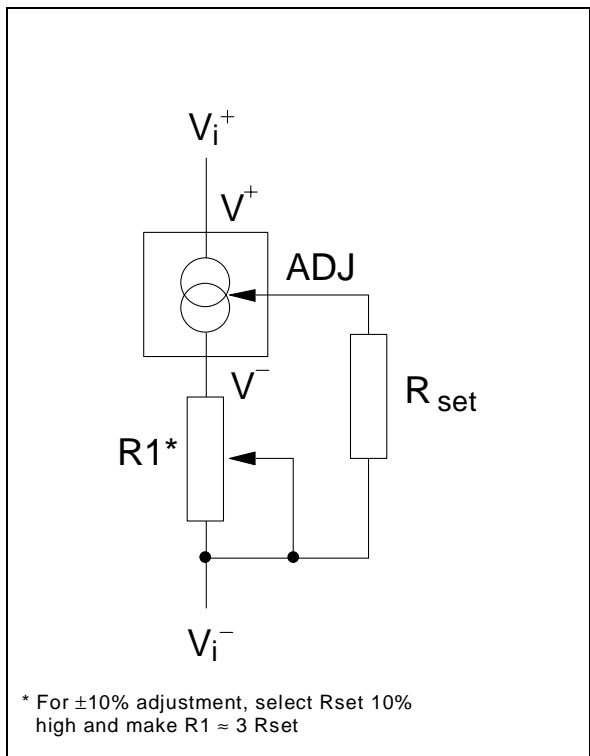 Vi+
V+
ADJ
V−
R set
R1*
Vi−
* For ±10% adjustment, select Rset 10%
high and make R1 ≈ 3 Rset